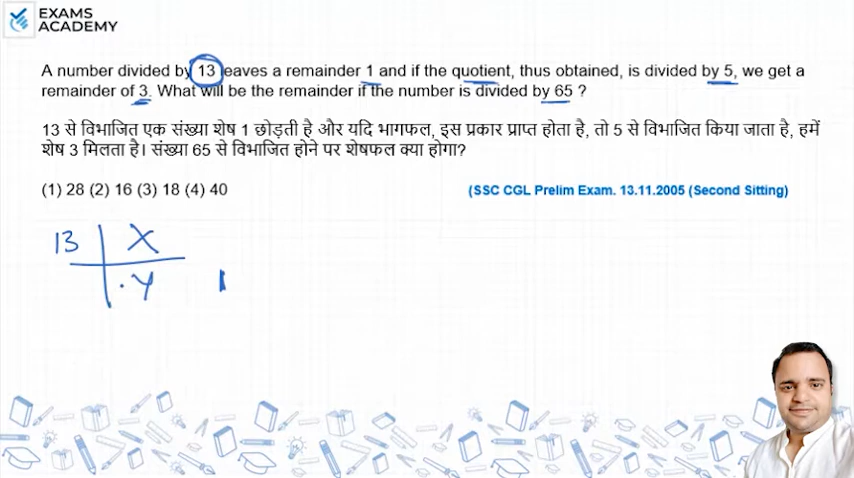 EXAMS
ACADEMY
A number divided by 13 leaves a remainder 1 and if the quotient, thus obtained, is divided by 5, we get a
remainder of 3. What will be the remainder if the number is divided by 65 ?
13 से विभाजित एक संख्या शेष 1 छोड़ती है और यदि भागफल, इस प्रकार प्राप्त होता है, तो 5 से विभाजित किया जाता है, हमें
शेष 3 मिलता है। संख्या 65 से विभाजित होने पर शेषफल क्या होगा?
(1) 28 (2) 16 (3) 18 (4) 40 (SSC CGL Prelim Exam. 13.11.2005 (Second Sitting)
13 X
Y 1